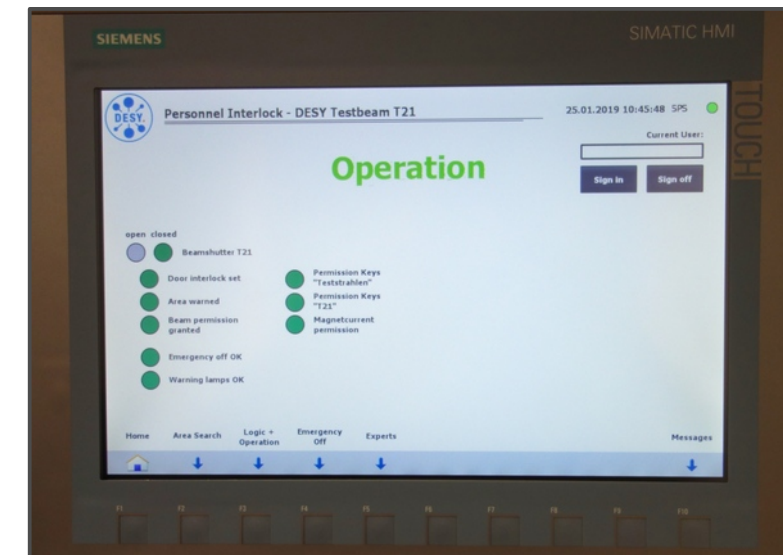 SIEMENS
SIMATIC HMI
TOUCH
DESY.
Personnel Interlock - DESY Testbeam T21
25.01.2019 10:45:48 SPS
Current User:
Operation
Sign in
Sign off
open closed
Beamshutter T21
Door interlock set
Permission Keys
"Teststrahlen"
Area warned
Permission Keys
"T21"
Beam permission
granted
Magnetcurrent
permission
Emergency off OK
Warning lamps OK
Home
Area Search
Logic +
Operation
Emergency
Off
Experts
Messages
F1 F2 F3 F4 F5 F6 F7 F8 F9 F10